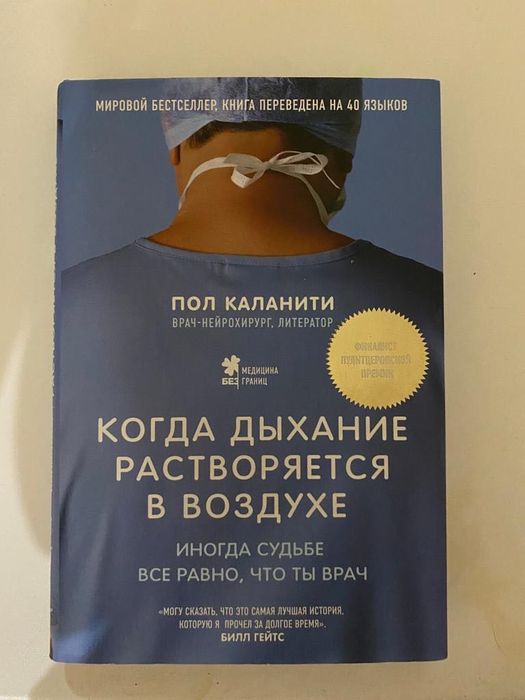 МИРОВОЙ БЕСТСЕЛЛЕР, КНИГА ПЕРЕВЕДЕНА НА 40 ЯЗЫКОВ
ПОЛ КАЛАНИТИ
ВРАЧ-НЕЙРОХИРУРГ, ЛИТЕРАТОР
ФИНАЛИСТ
ПУЛИТЦЕРОВСКОЙ
ПРЕМИИ
МЕДИЦИНА
БЕЗ ГРАНИЦ
КОГДА ДЫХАНИЕ
РАСТВОРЯЕТСЯ
В ВОЗДУХЕ
ИНОГДА СУДЬБЕ
ВСЕ РАВНО, ЧТО ТЫ ВРАЧ
«МОГУ СКАЗАТЬ, ЧТО ЭТО САМАЯ ЛУЧШАЯ ИСТОРИЯ,
КОТОРУЮ Я ПРОЧЕЛ ЗА ДОЛГОЕ ВРЕМЯ».
БИЛЛ ГЕЙТС